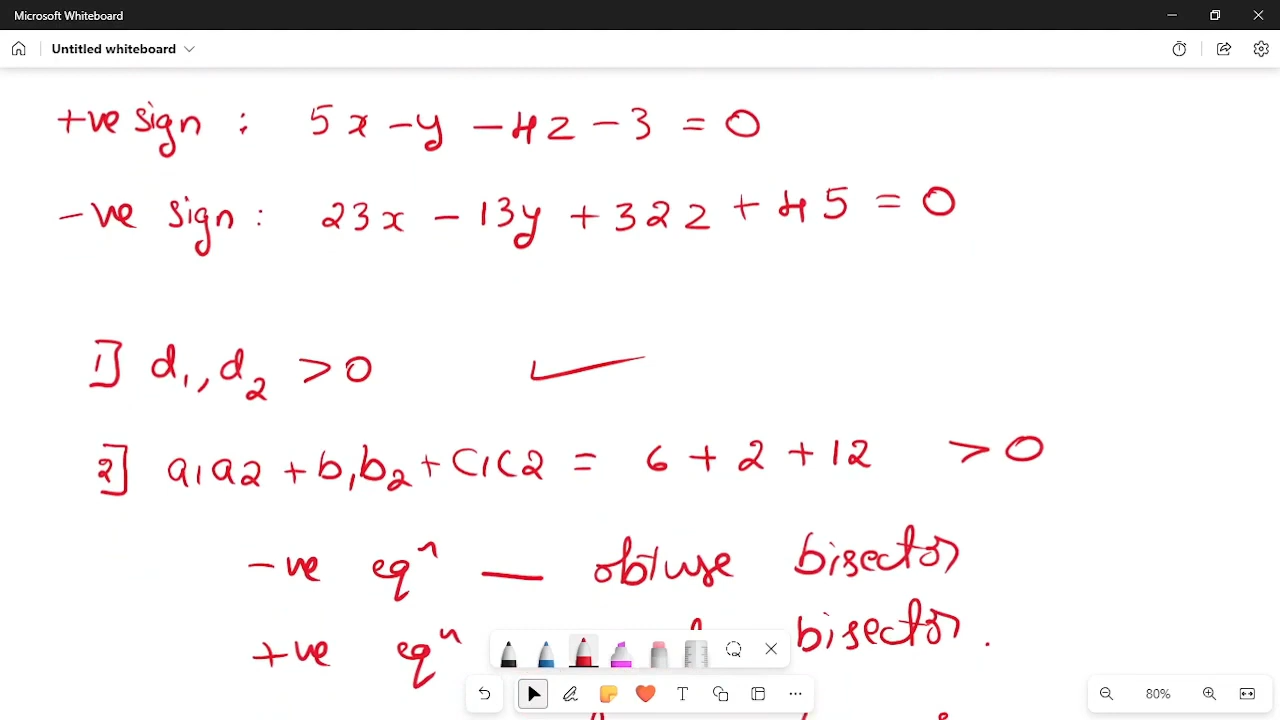 Microsoft Whiteboard
Untitled whiteboard
+ve sign : 5x - y - 4z - 3 = 0
-ve sign : 23x - 13y + 32z + 45 = 0
1] d₁, d₂ > 0 ✓
2] a₁a₂ + b₁b₂ + c₁c₂ = 6 + 2 + 12 > 0
-ve eqⁿ — obtuse bisector
+ve eqⁿ bisector.
80%